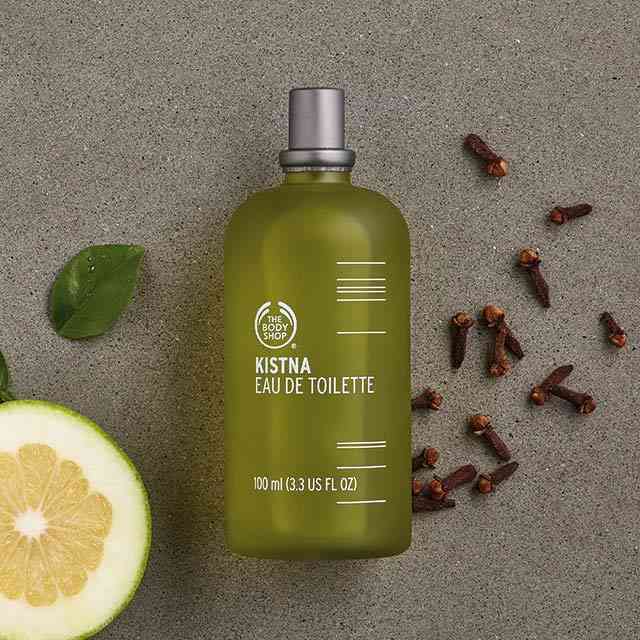 THE
BODY
SHOP
®
KISTNA
EAU DE TOILETTE
100 ml (3.3 US FL OZ)